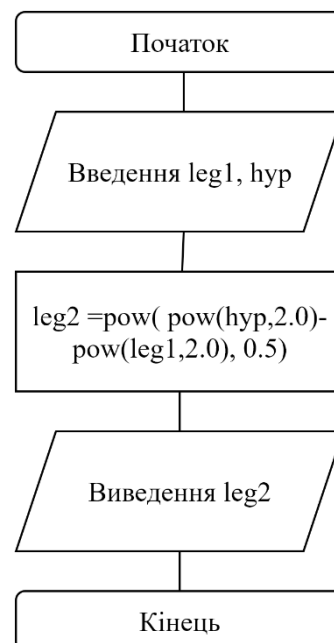 Початок
Введення leg1, hyp
leg2 =pow( pow(hyp,2.0)-
pow(leg1,2.0), 0.5)
Виведення leg2
Кінець